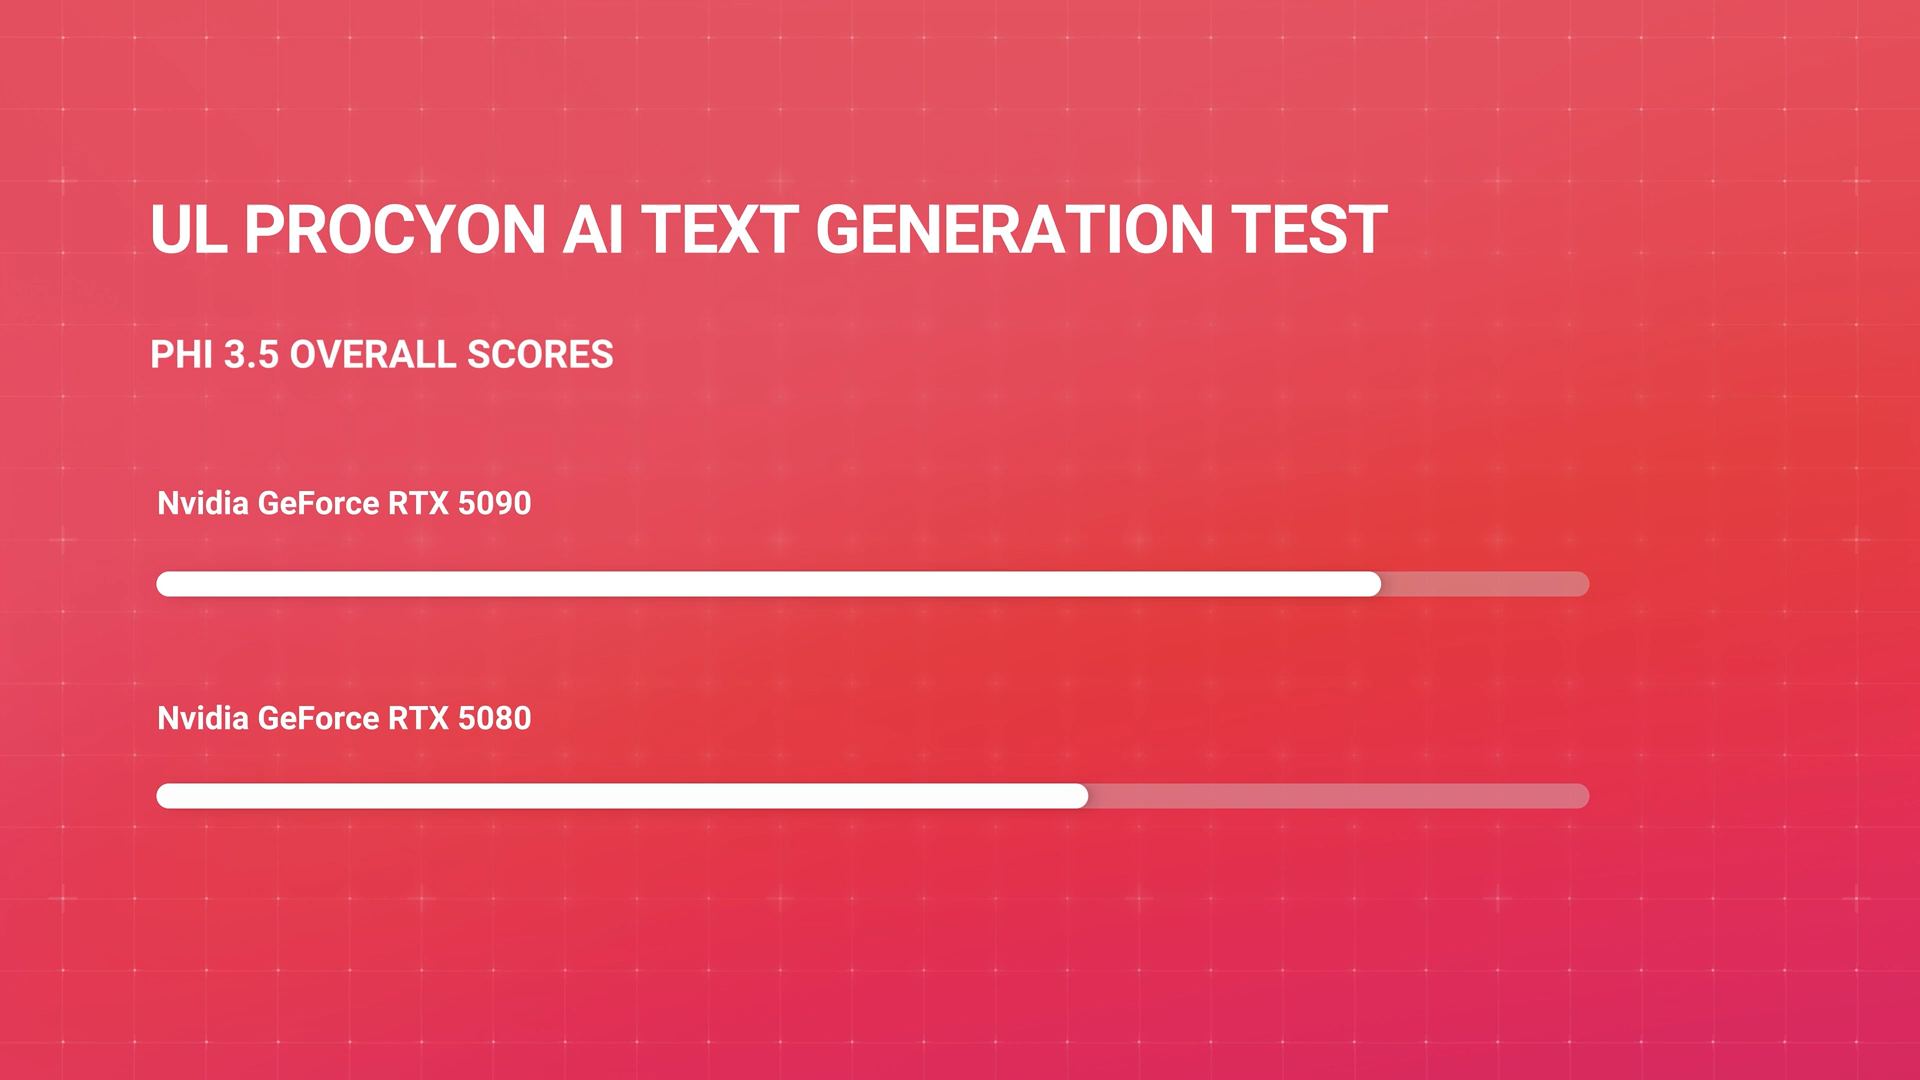 UL PROCYON AI TEXT GENERATION TEST
PHI 3.5 OVERALL SCORES
Nvidia GeForce RTX 5090
Nvidia GeForce RTX 5080